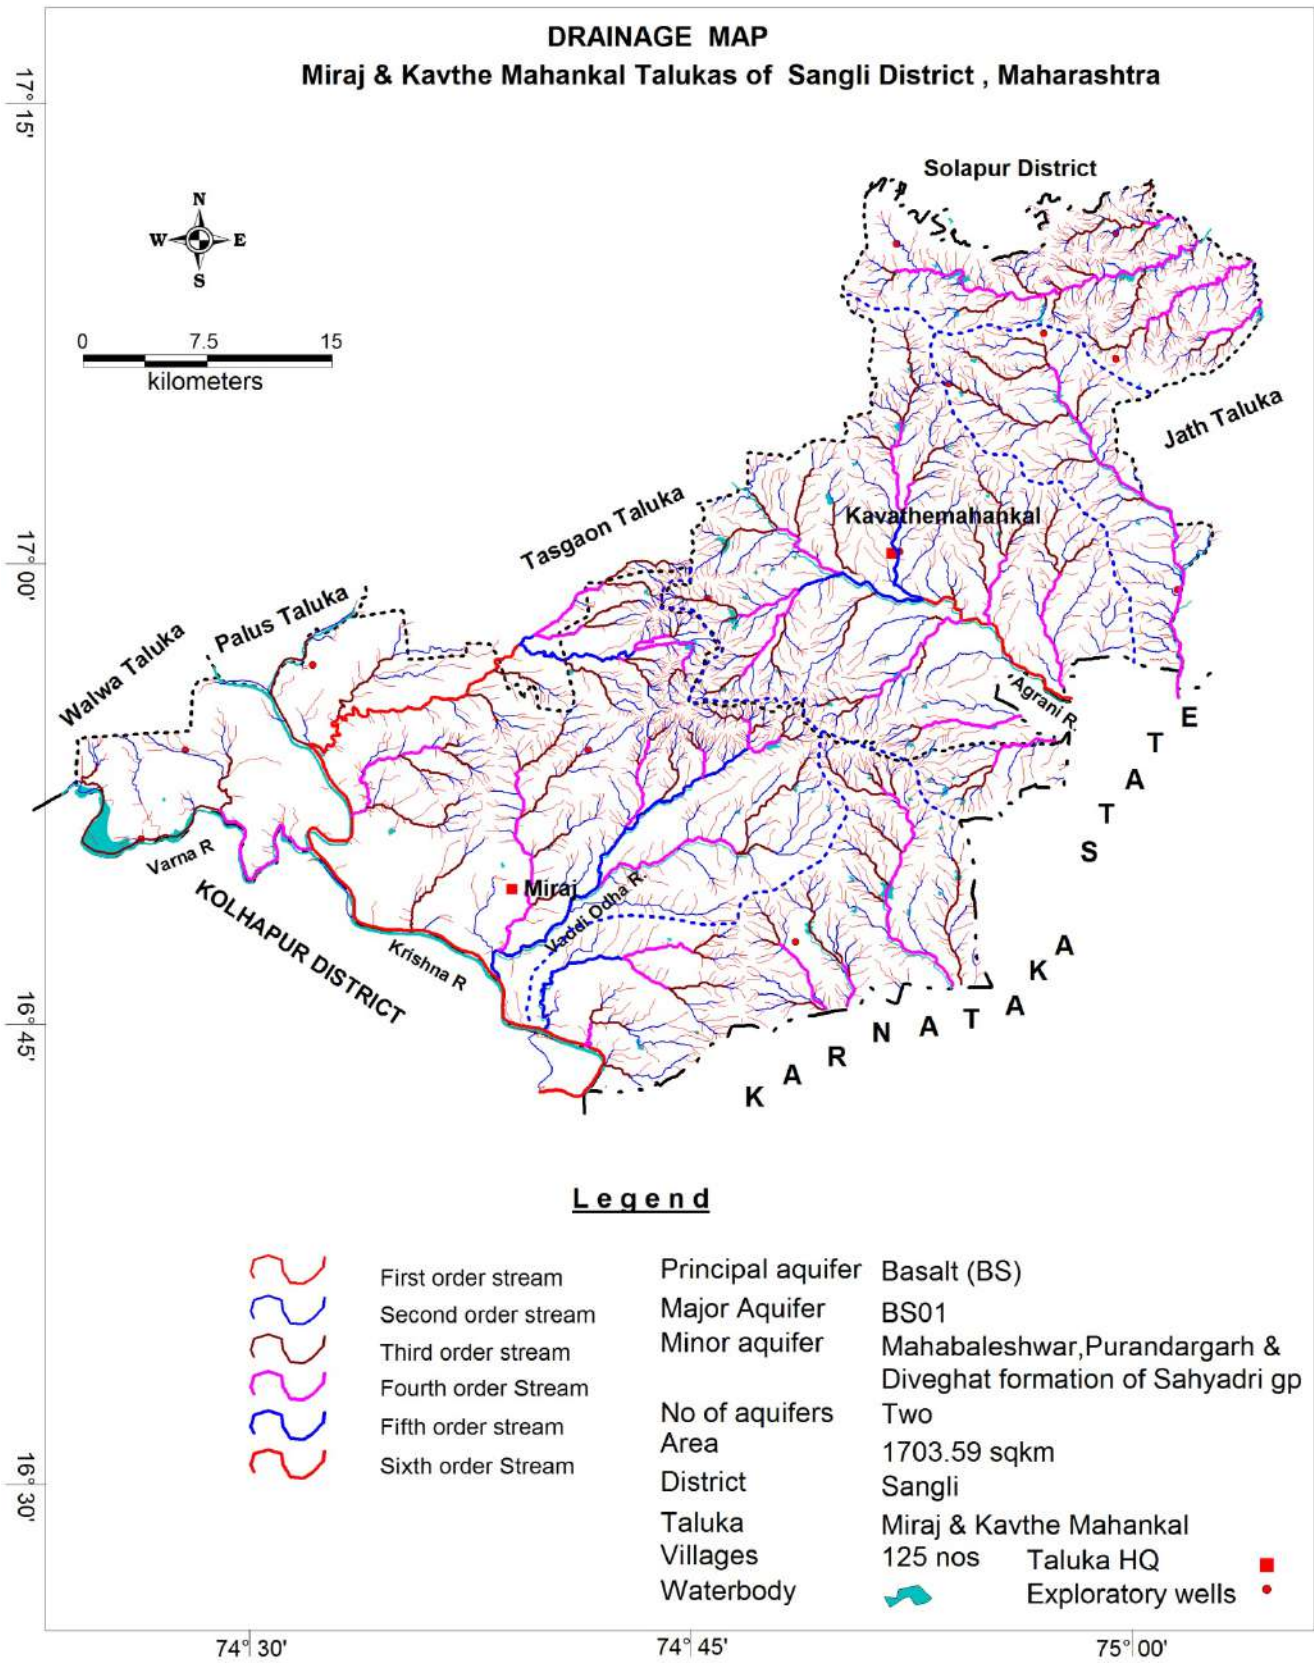 DRAINAGE MAP
Miraj & Kavthe Mahankal Talukas of Sangli District , Maharashtra
17° 15'
Solapur District
N
W E
S
0 7.5 15
kilometers
Jath Taluka
Tasgaon Taluka
Kavathemahankal
17° 00'
Palus Taluka
Walwa Taluka
Agrani R
Varna R
Miraj
KOLHAPUR DISTRICT
Vaddi Odha R.
Krishna R
16° 45'
KARNATAKA STATE
Legend
First order stream
Second order stream
Third order stream
Fourth order Stream
Fifth order stream
Sixth order Stream
Principal aquifer Basalt (BS)
Major Aquifer BS01
Minor aquifer Mahabaleshwar,Purandargarh &
Diveghat formation of Sahyadri gp
No of aquifers Two
Area 1703.59 sqkm
District Sangli
Taluka Miraj & Kavthe Mahankal
Villages 125 nos Taluka HQ
Waterbody Exploratory wells
16° 30'
74° 30' 74° 45' 75° 00'